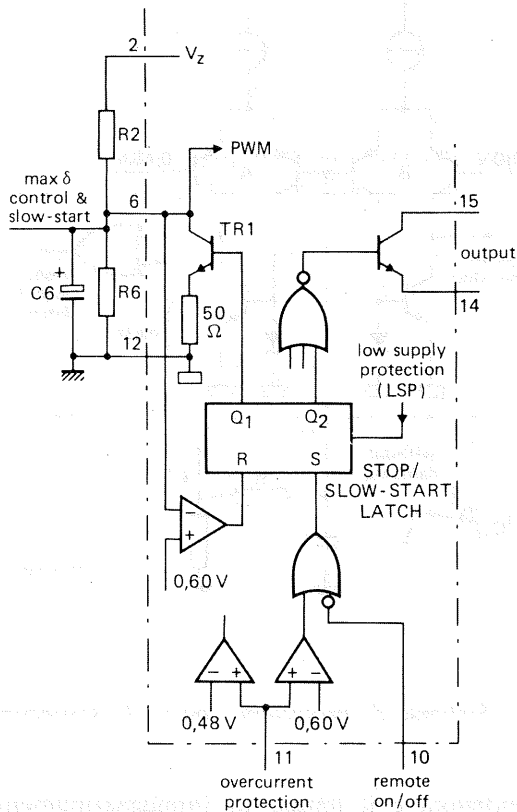 2
Vz
R2
PWM
max δ
control &
slow-start
6
TR1
15
output
14
+
C6
R6
50
Ω
12
low supply
protection
(LSP)
Q1
Q2
R
S
STOP/
SLOW-START
LATCH
−
+
0,60 V
−
+
+
−
0,48 V
0,60 V
11
10
overcurrent
protection
remote
on/off